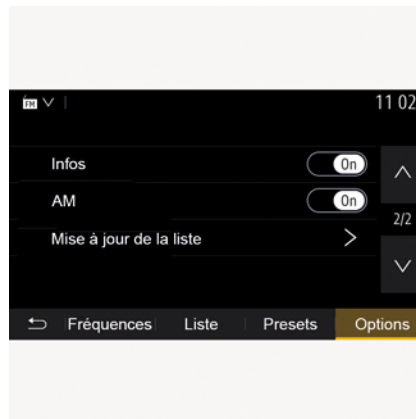 FM 11 02
Infos On
AM On
2/2
Mise à jour de la liste
Fréquences Liste Presets Options